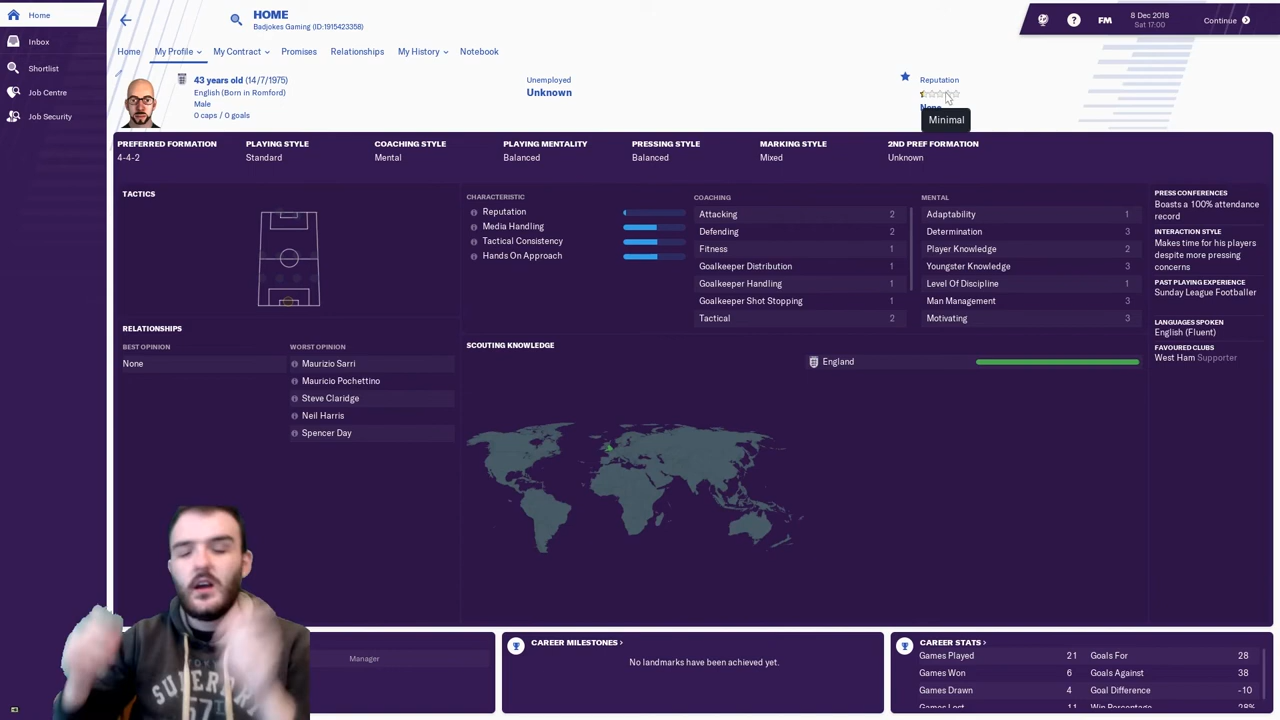 Home
Inbox
Shortlist
Job Centre
Job Security
HOME
Badjokes Gaming (ID:1915423358)
FM
8 Dec 2018
Sat 17:00
Continue
Home
My Profile
My Contract
Promises
Relationships
My History
Notebook
43 years old (14/7/1975)
English (Born in Romford)
Male
0 caps / 0 goals
Unemployed
Unknown
Reputation
None
Minimal
PREFERRED FORMATION
4-4-2
PLAYING STYLE
Standard
COACHING STYLE
Mental
PLAYING MENTALITY
Balanced
PRESSING STYLE
Balanced
MARKING STYLE
Mixed
2ND PREF FORMATION
Unknown
TACTICS
RELATIONSHIPS
BEST OPINION
None
WORST OPINION
Maurizio Sarri
Mauricio Pochettino
Steve Claridge
Neil Harris
Spencer Day
CHARACTERISTIC
Reputation
Media Handling
Tactical Consistency
Hands On Approach
COACHING
Attacking 2
Defending 2
Fitness 1
Goalkeeper Distribution 1
Goalkeeper Handling 1
Goalkeeper Shot Stopping 1
Tactical 2
MENTAL
Adaptability 1
Determination 3
Player Knowledge 2
Youngster Knowledge 3
Level Of Discipline 1
Man Management 3
Motivating 3
SCOUTING KNOWLEDGE
England
PRESS CONFERENCES
Boasts a 100% attendance
record
INTERACTION STYLE
Makes time for his players
despite more pressing
concerns
PAST PLAYING EXPERIENCE
Sunday League Footballer
LANGUAGES SPOKEN
English (Fluent)
FAVOURED CLUBS
West Ham Supporter
Manager
CAREER MILESTONES >
No landmarks have been achieved yet.
CAREER STATS >
Games Played 21 Goals For 28
Games Won 6 Goals Against 38
Games Drawn 4 Goal Difference -10
Games Lost 11 Win Percentage 28%